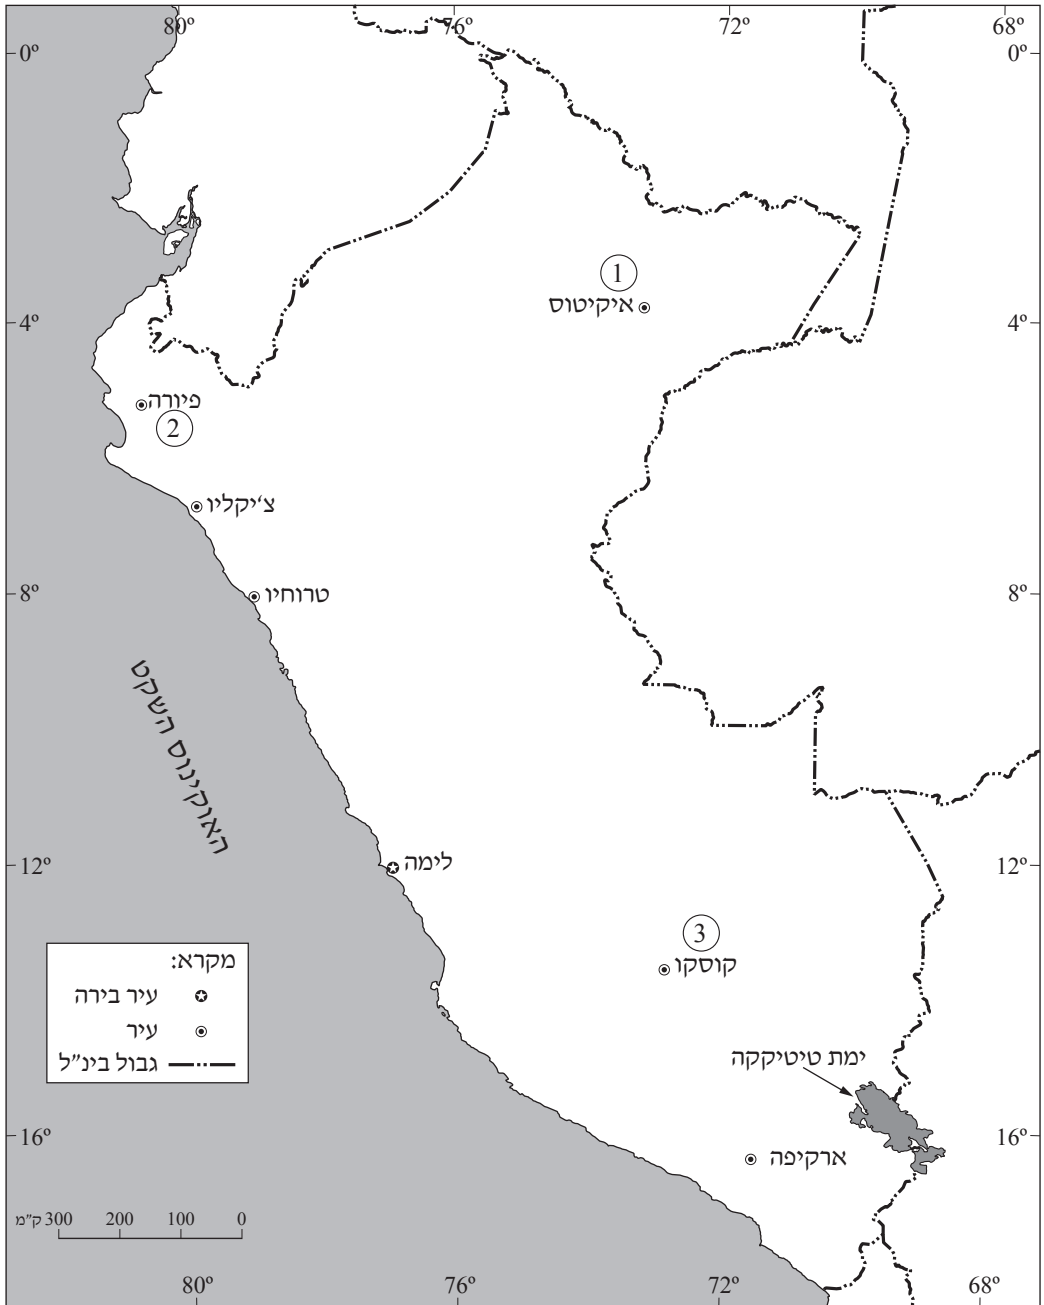 80º 76º 72º 68º
0º 0º
1
איקיטוס
4º 4º
פיורה
2
צ'יקליו
8º טרוחיו 8º
האוקינוס השקט
12º לימה 12º
3
קוסקו
מקרא:
עיר בירה
עיר
גבול בינ"ל
ימת טיטיקקה
16º 16º
ארקיפה
ק"מ 300 200 100 0
80º 76º 72º 68º